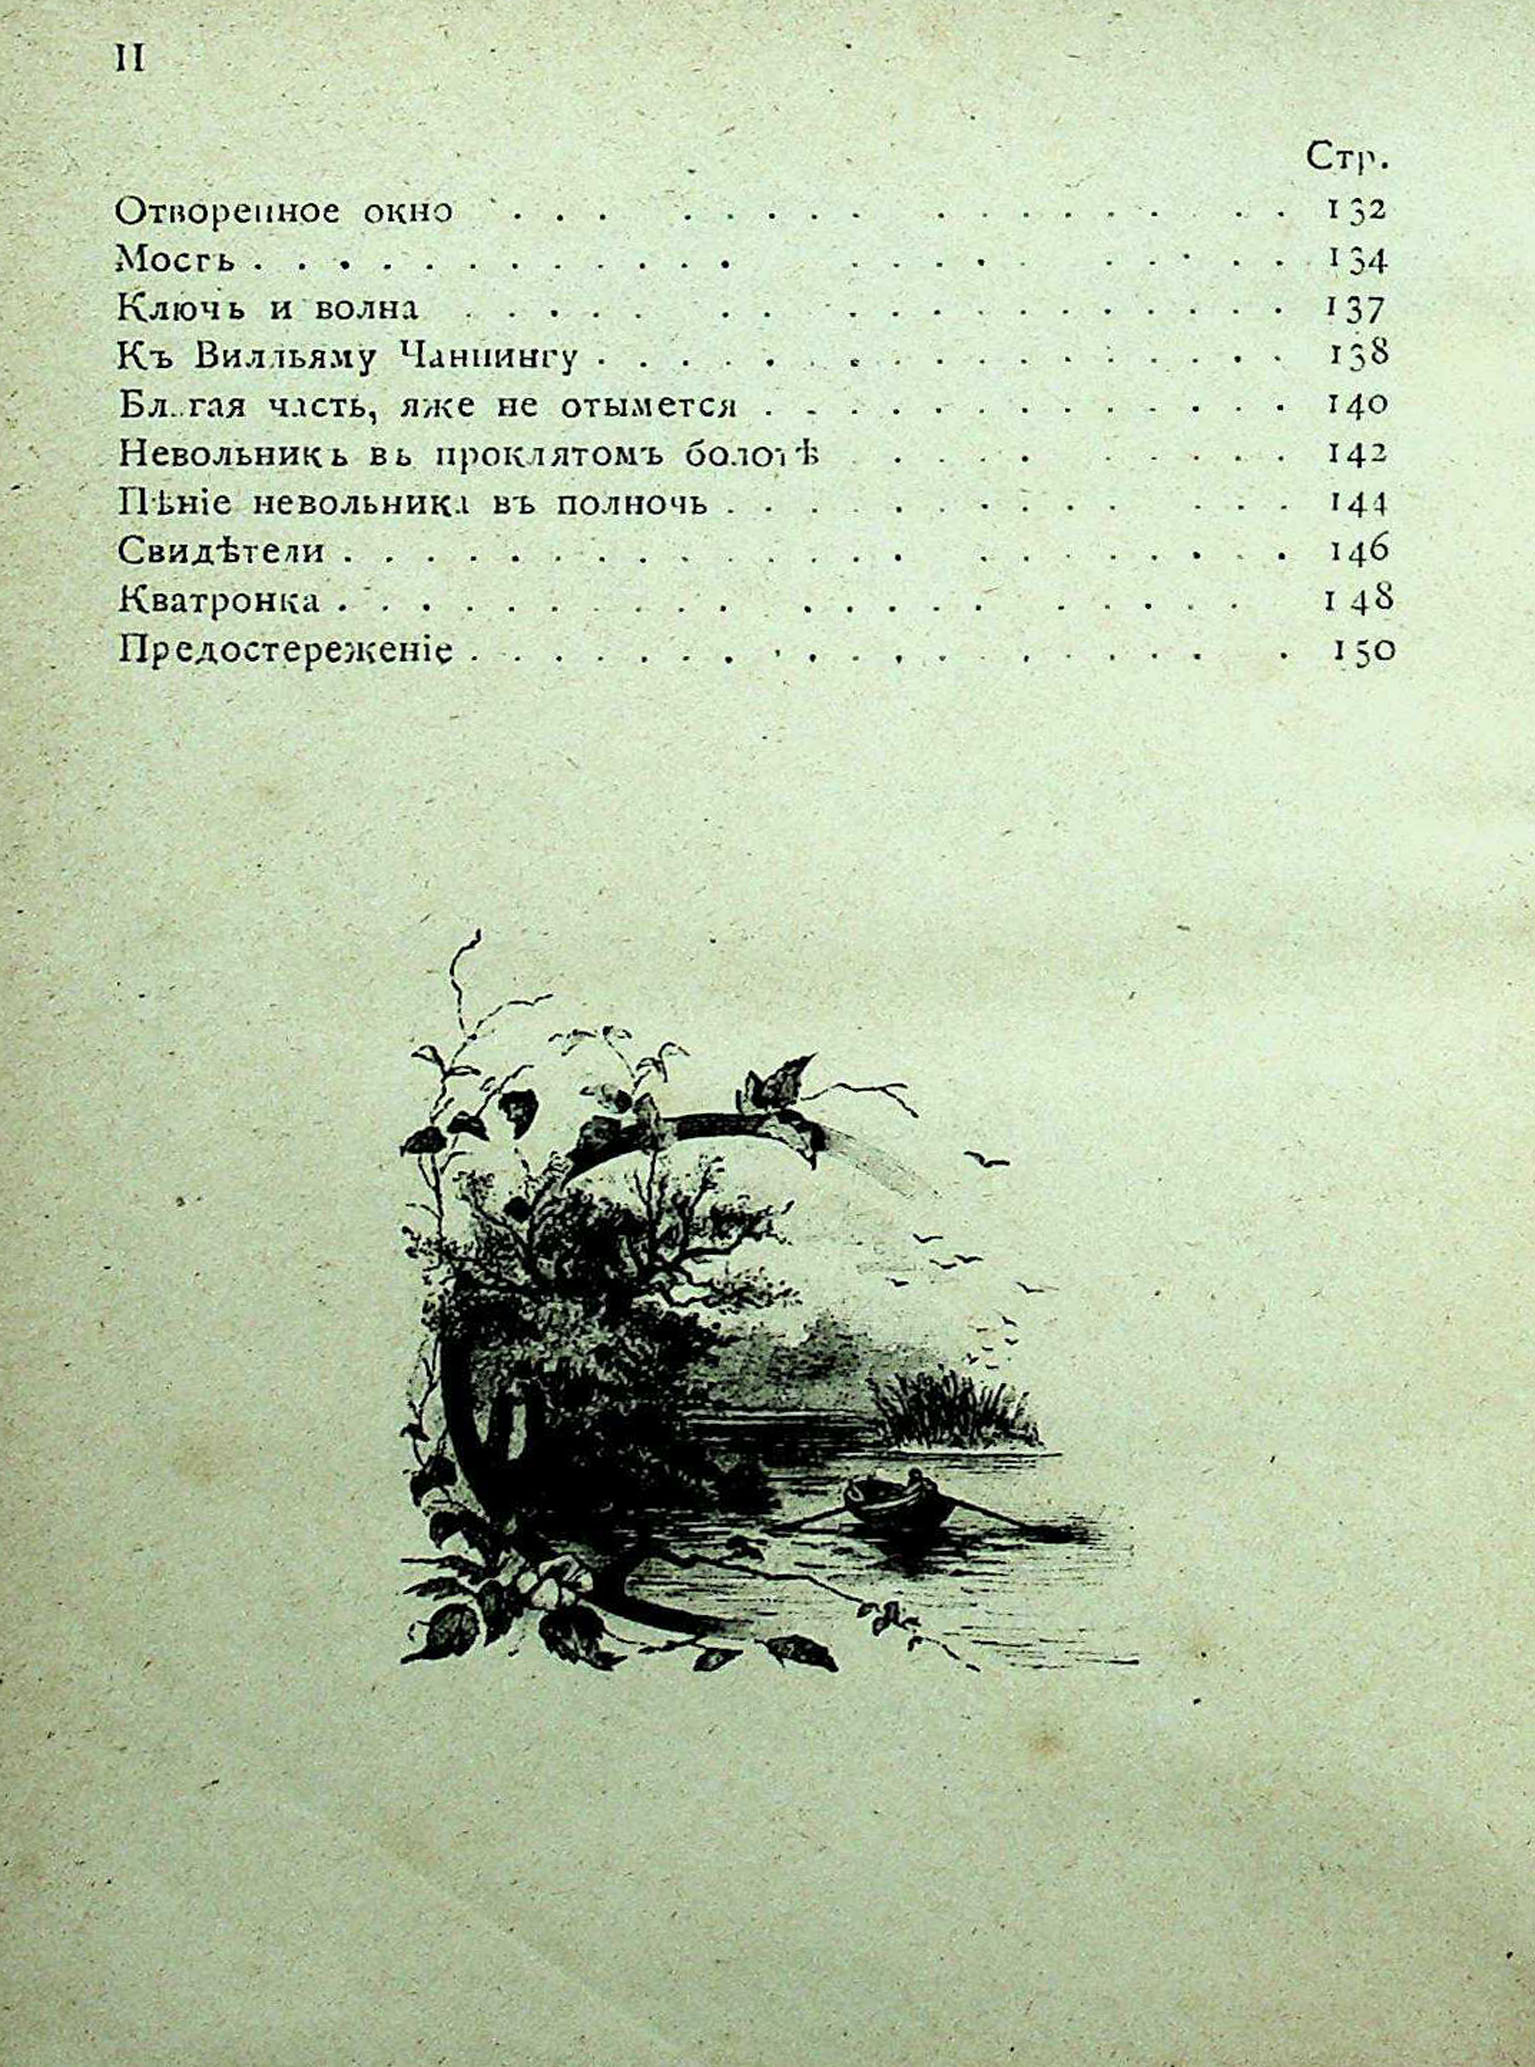 II
Стр.
Отворенное окно . . . . . . . . . . . . . . . . 132
Мостъ . . . . . . . . . . . . . . . . . . . . 134
Ключъ и волна . . . . . . . . . . . . . . . . 137
Къ Вилльяму Чаннингу . . . . . . . . . . . . . . . . 138
Благая часть, яже не отымется . . . . . . . . . . . . . 140
Невольникъ въ проклятомъ болотѣ . . . . . . . . . . 142
Пѣніе невольника въ полночь . . . . . . . . . . . . . 144
Свидѣтели . . . . . . . . . . . . . . . . . . . . . 146
Кватронка . . . . . . . . . . . . . . . . . . . . 148
Предостереженіе . . . . . . . . . . . . . . . . . . 150